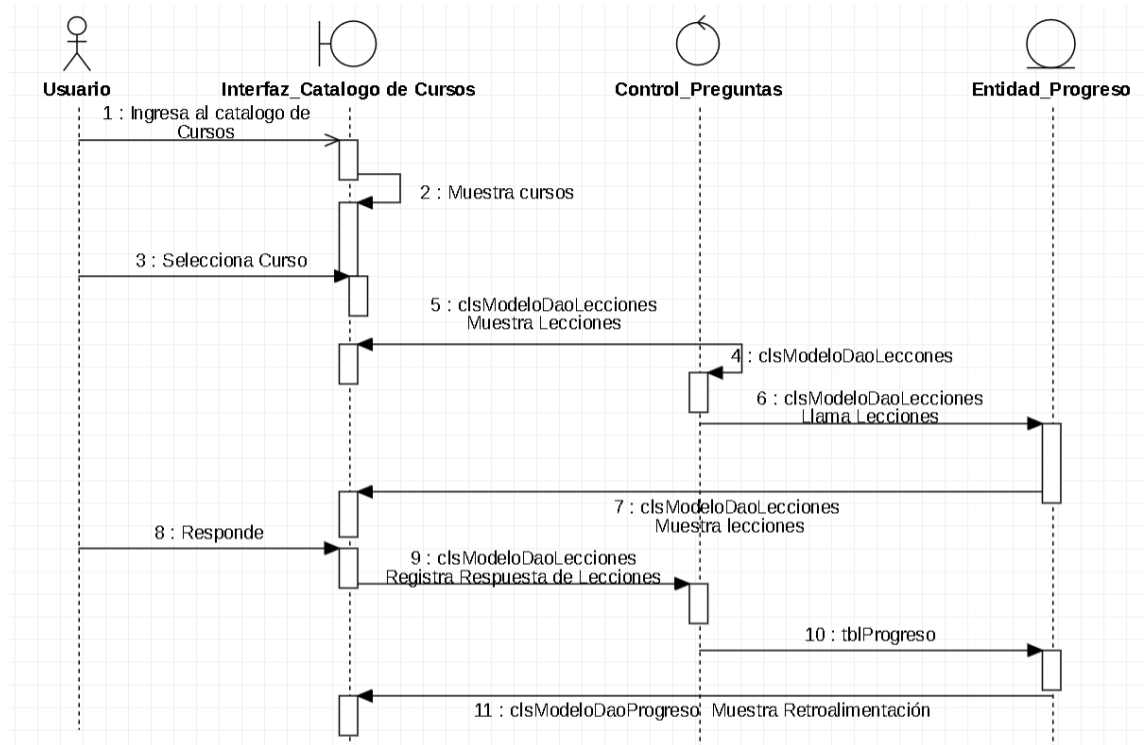 Usuario
Interfaz_Catalogo de Cursos
Control_Preguntas
Entidad_Progreso
1 : Ingresa al catalogo de
Cursos
2 : Muestra cursos
3 : Selecciona Curso
5 : clsModeloDaoLecciones
Muestra Lecciones
4 : clsModeloDaoLeccones
6 : clsModeloDaoLecciones
Llama Lecciones
7 : clsModeloDaoLecciones
Muestra lecciones
8 : Responde
9 : clsModeloDaoLecciones
Registra Respuesta de Lecciones
10 : tblProgreso
11 : clsModeloDaoProgreso Muestra Retroalimentación